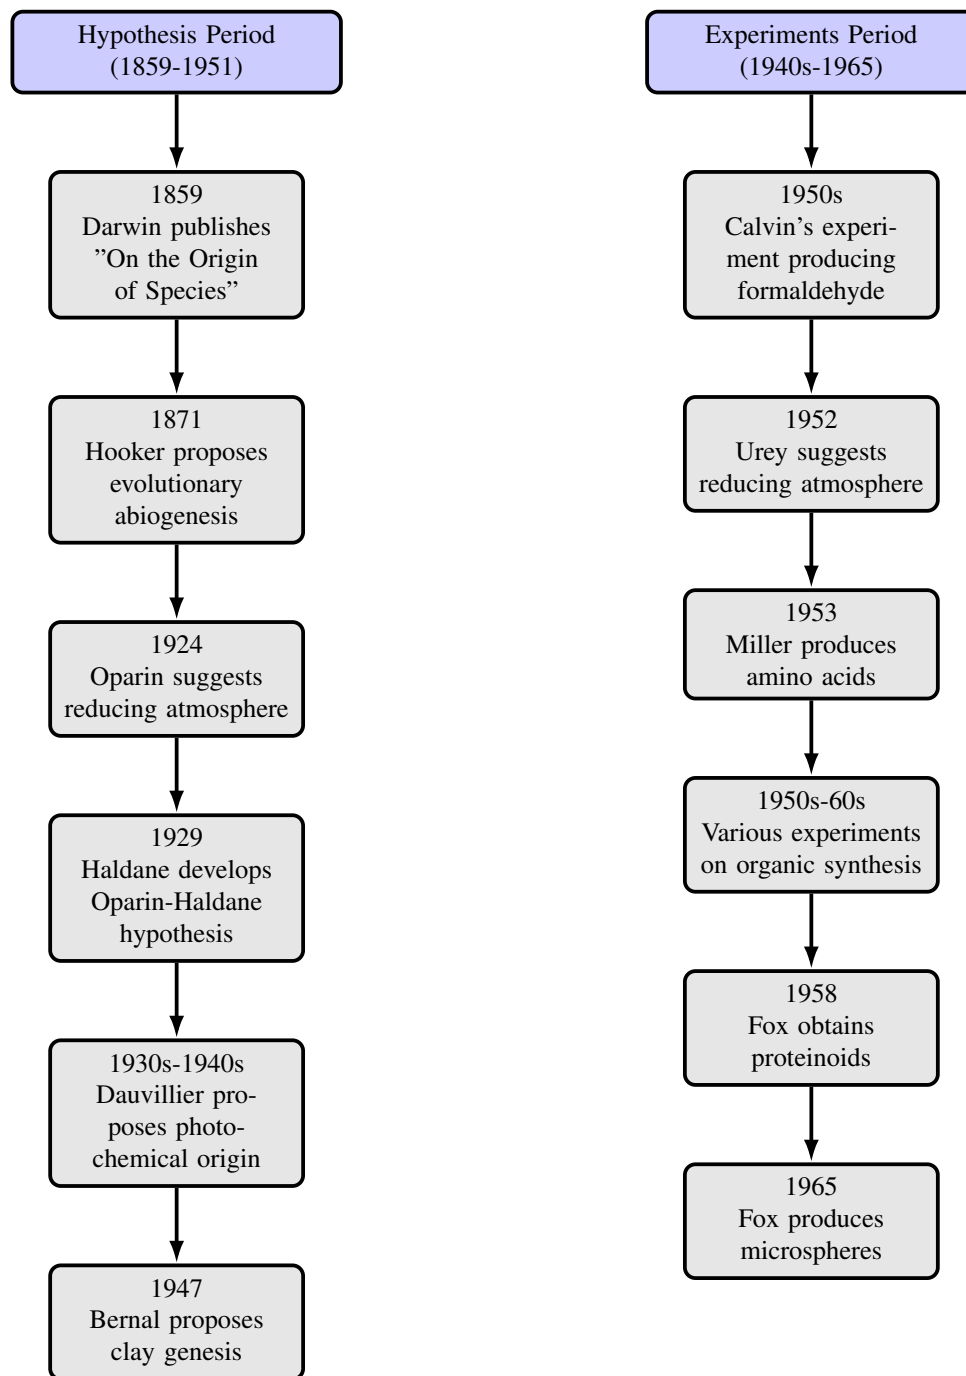 Hypothesis Period
(1859-1951)
1859
Darwin publishes
”On the Origin
of Species”
1871
Hooker proposes
evolutionary
abiogenesis
1924
Oparin suggests
reducing atmosphere
1929
Haldane develops
Oparin-Haldane
hypothesis
1930s-1940s
Dauvillier pro-
poses photo-
chemical origin
1947
Bernal proposes
clay genesis
Experiments Period
(1940s-1965)
1950s
Calvin’s experi-
ment producing
formaldehyde
1952
Urey suggests
reducing atmosphere
1953
Miller produces
amino acids
1950s-60s
Various experiments
on organic synthesis
1958
Fox obtains
proteinoids
1965
Fox produces
microspheres